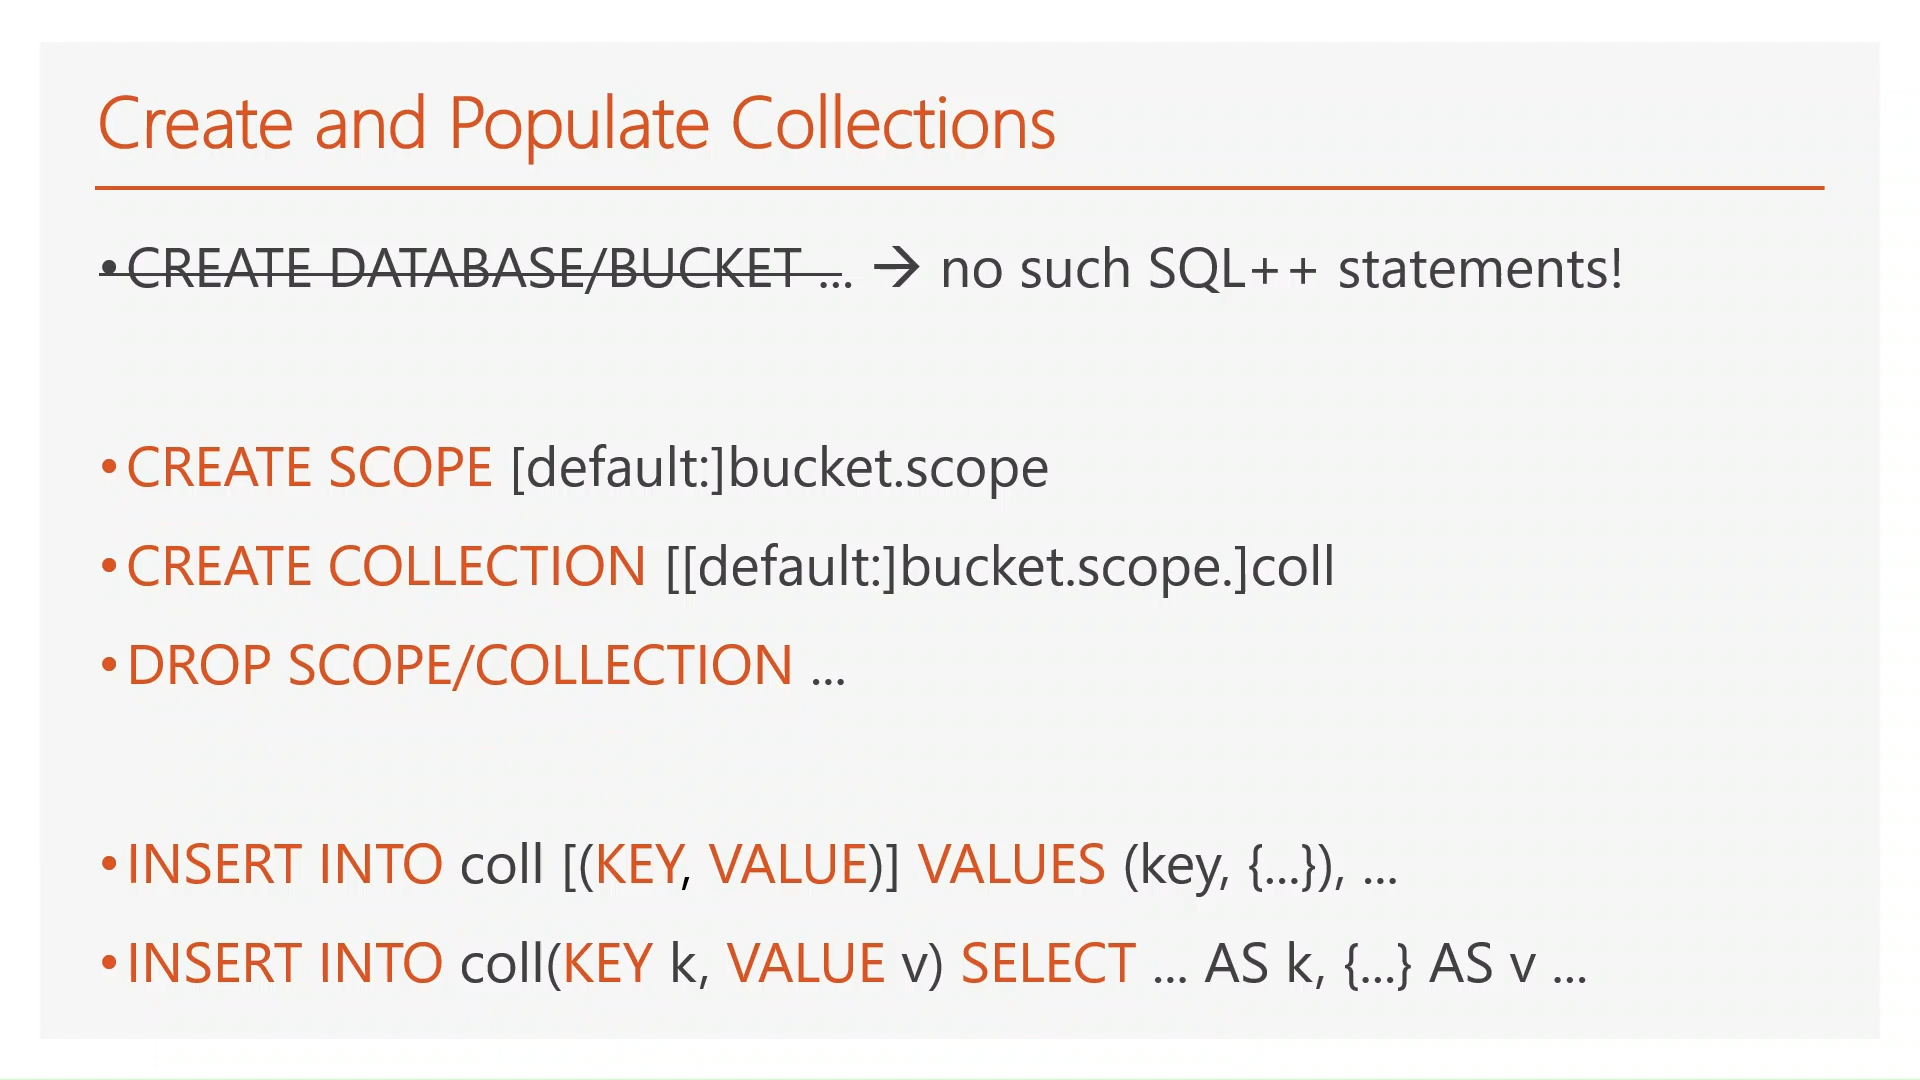 Create and Populate Collections
• CREATE DATABASE/BUCKET ... → no such SQL++ statements!
• CREATE SCOPE [default:]bucket.scope
• CREATE COLLECTION [[default:]bucket.scope.]coll
• DROP SCOPE/COLLECTION ...
• INSERT INTO coll [(KEY, VALUE)] VALUES (key, {...}), ...
• INSERT INTO coll(KEY k, VALUE v) SELECT ... AS k, {...} AS v ...